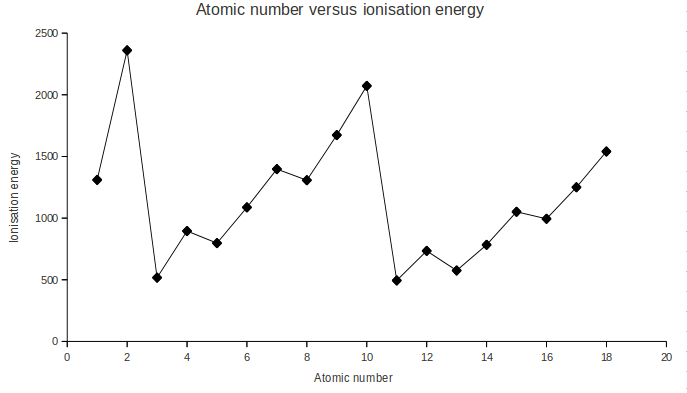 Atomic number versus ionisation energy
2500
2000
1500
1000
500
0
Ionisation energy
0 2 4 6 8 10 12 14 16 18 20
Atomic number